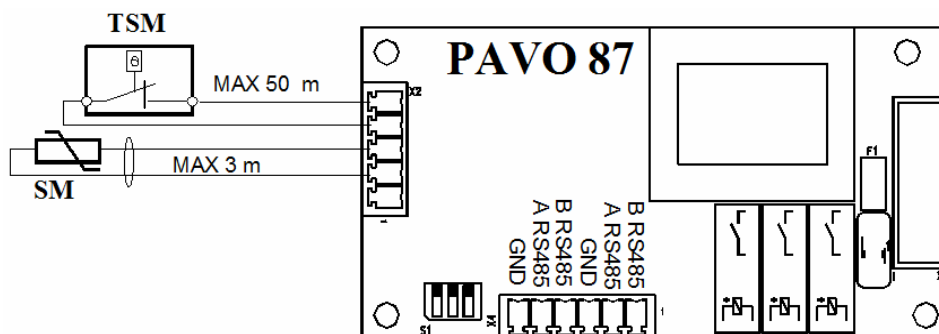 TSM
θ
MAX 50 m
PAVO 87
X2
F1
MAX 3 m
SM
1
GND
A RS485
B RS485
GND
A RS485
B RS485
1
S1
X4